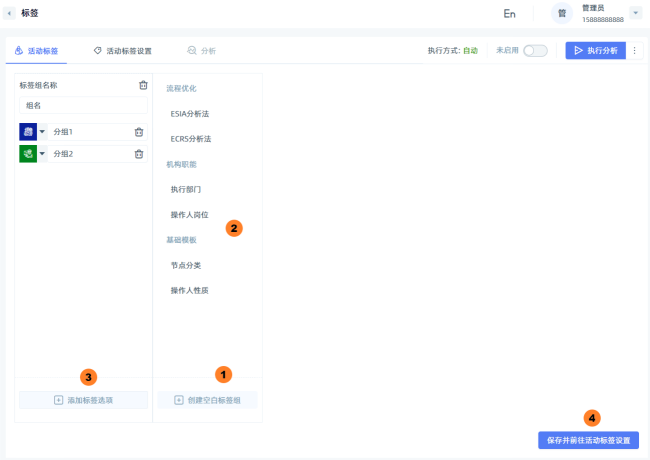 标签
En
管
管理员
15888888888
活动标签
活动标签设置
分析
执行方式: 自动
未启用
执行分析
标签组名称
组名
分组1
分组2
流程优化
ESIA分析法
ECRS分析法
机构职能
执行部门
操作人岗位
2
基础模板
节点分类
操作人性质
3
1
添加标签选项
创建空白标签组
4
保存并前往活动标签设置